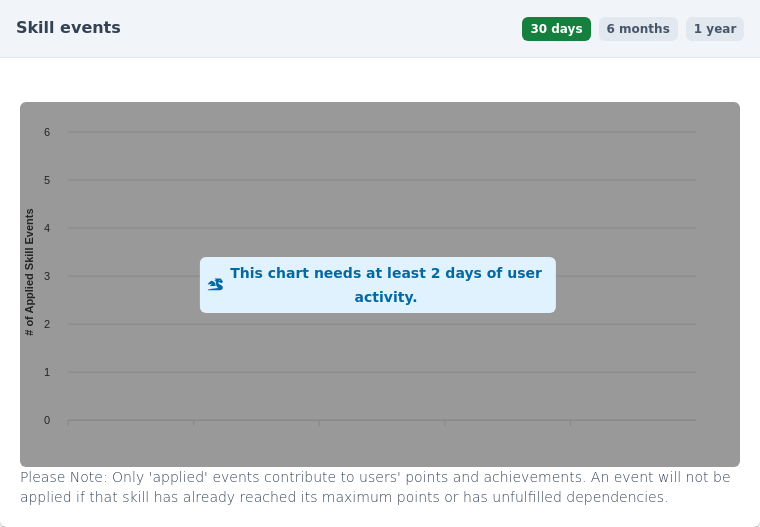 Skill events
30 days
6 months
1 year
6
5
4
3
2
1
0
# of Applied Skill Events
This chart needs at least 2 days of user
activity.
Please Note: Only 'applied' events contribute to users' points and achievements. An event will not be
applied if that skill has already reached its maximum points or has unfulfilled dependencies.